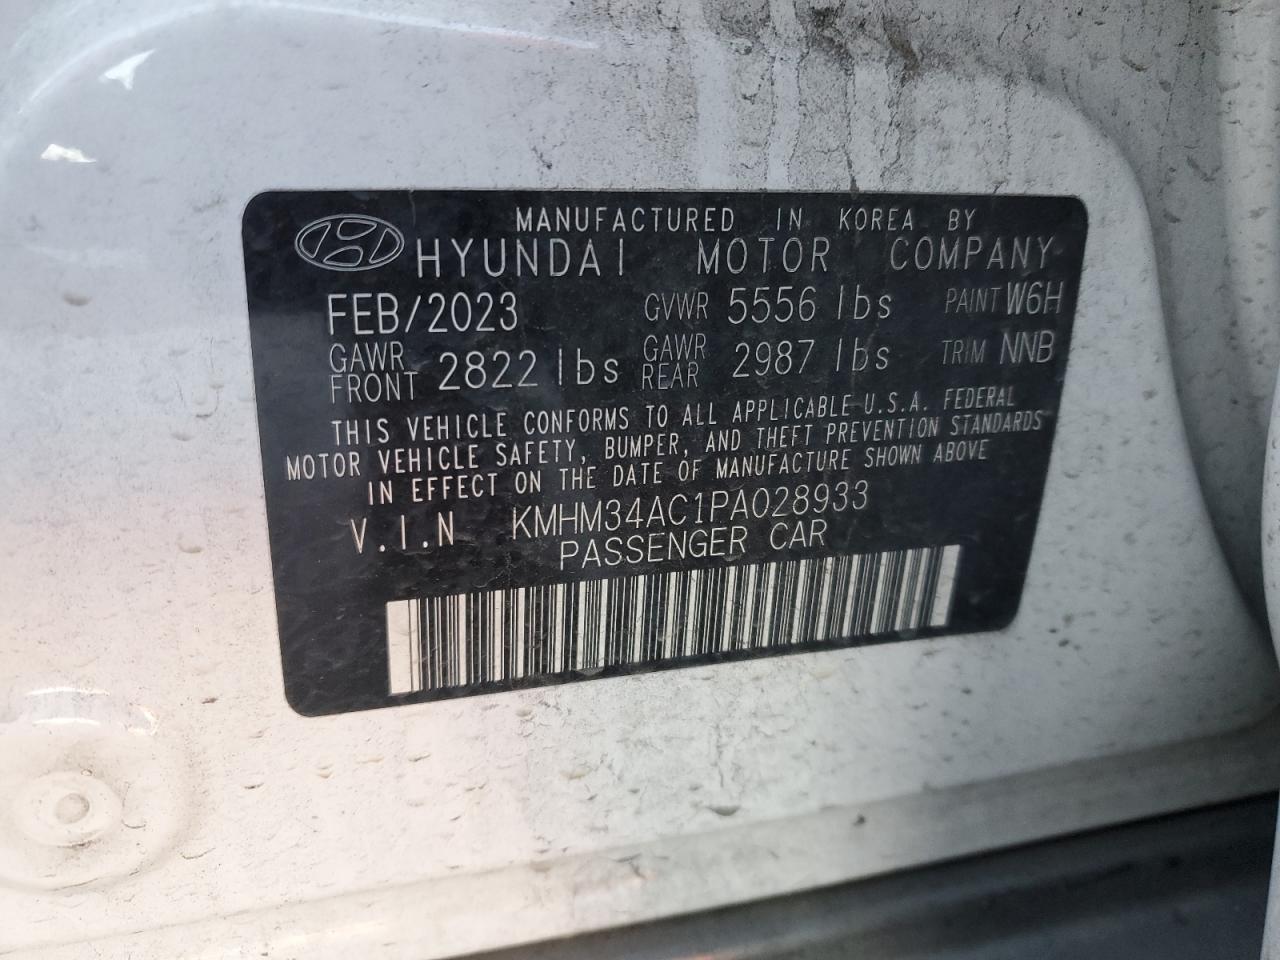 MANUFACTURED IN KOREA BY
HYUNDAI MOTOR COMPANY
FEB/2023 GVWR 5556 lbs PAINT W6H
GAWR FRONT 2822 lbs GAWR REAR 2987 lbs TRIM NNB
THIS VEHICLE CONFORMS TO ALL APPLICABLE U.S.A. FEDERAL
MOTOR VEHICLE SAFETY, BUMPER, AND THEFT PREVENTION STANDARDS
IN EFFECT ON THE DATE OF MANUFACTURE SHOWN ABOVE
V.I.N KMHM34AC1PA028933
PASSENGER CAR